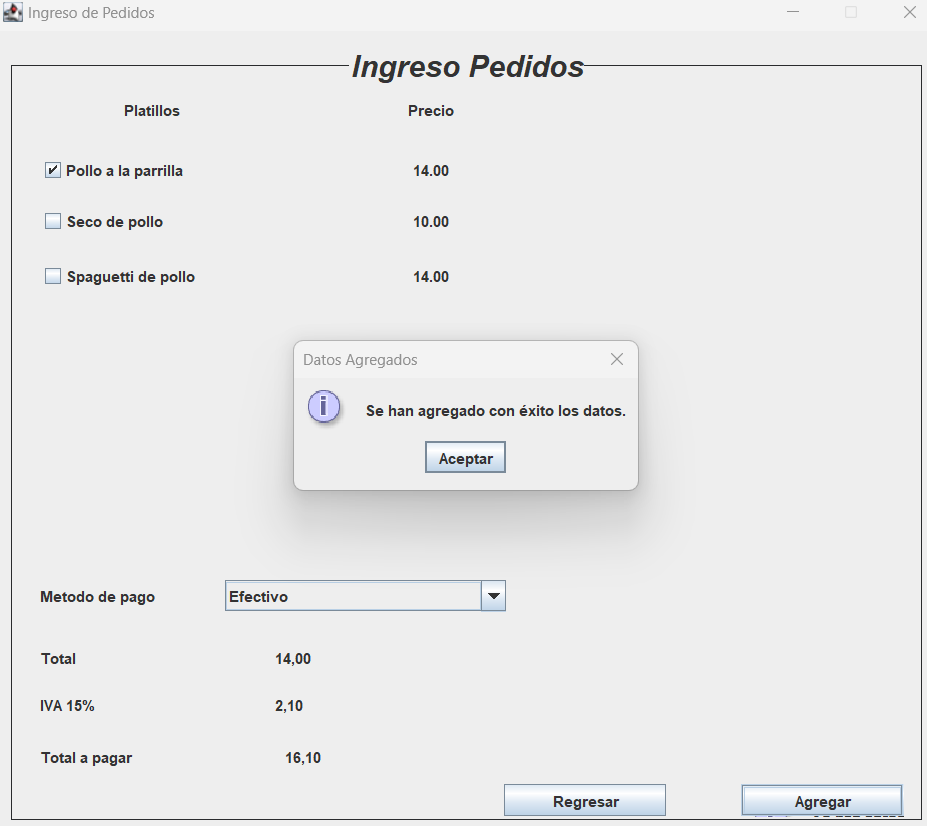 Ingreso de Pedidos
Ingreso Pedidos
Platillos Precio
Pollo a la parrilla 14.00
Seco de pollo 10.00
Spaguetti de pollo 14.00
Datos Agregados
Se han agregado con éxito los datos.
Aceptar
Metodo de pago Efectivo
Total 14,00
IVA 15% 2,10
Total a pagar 16,10
Regresar Agregar